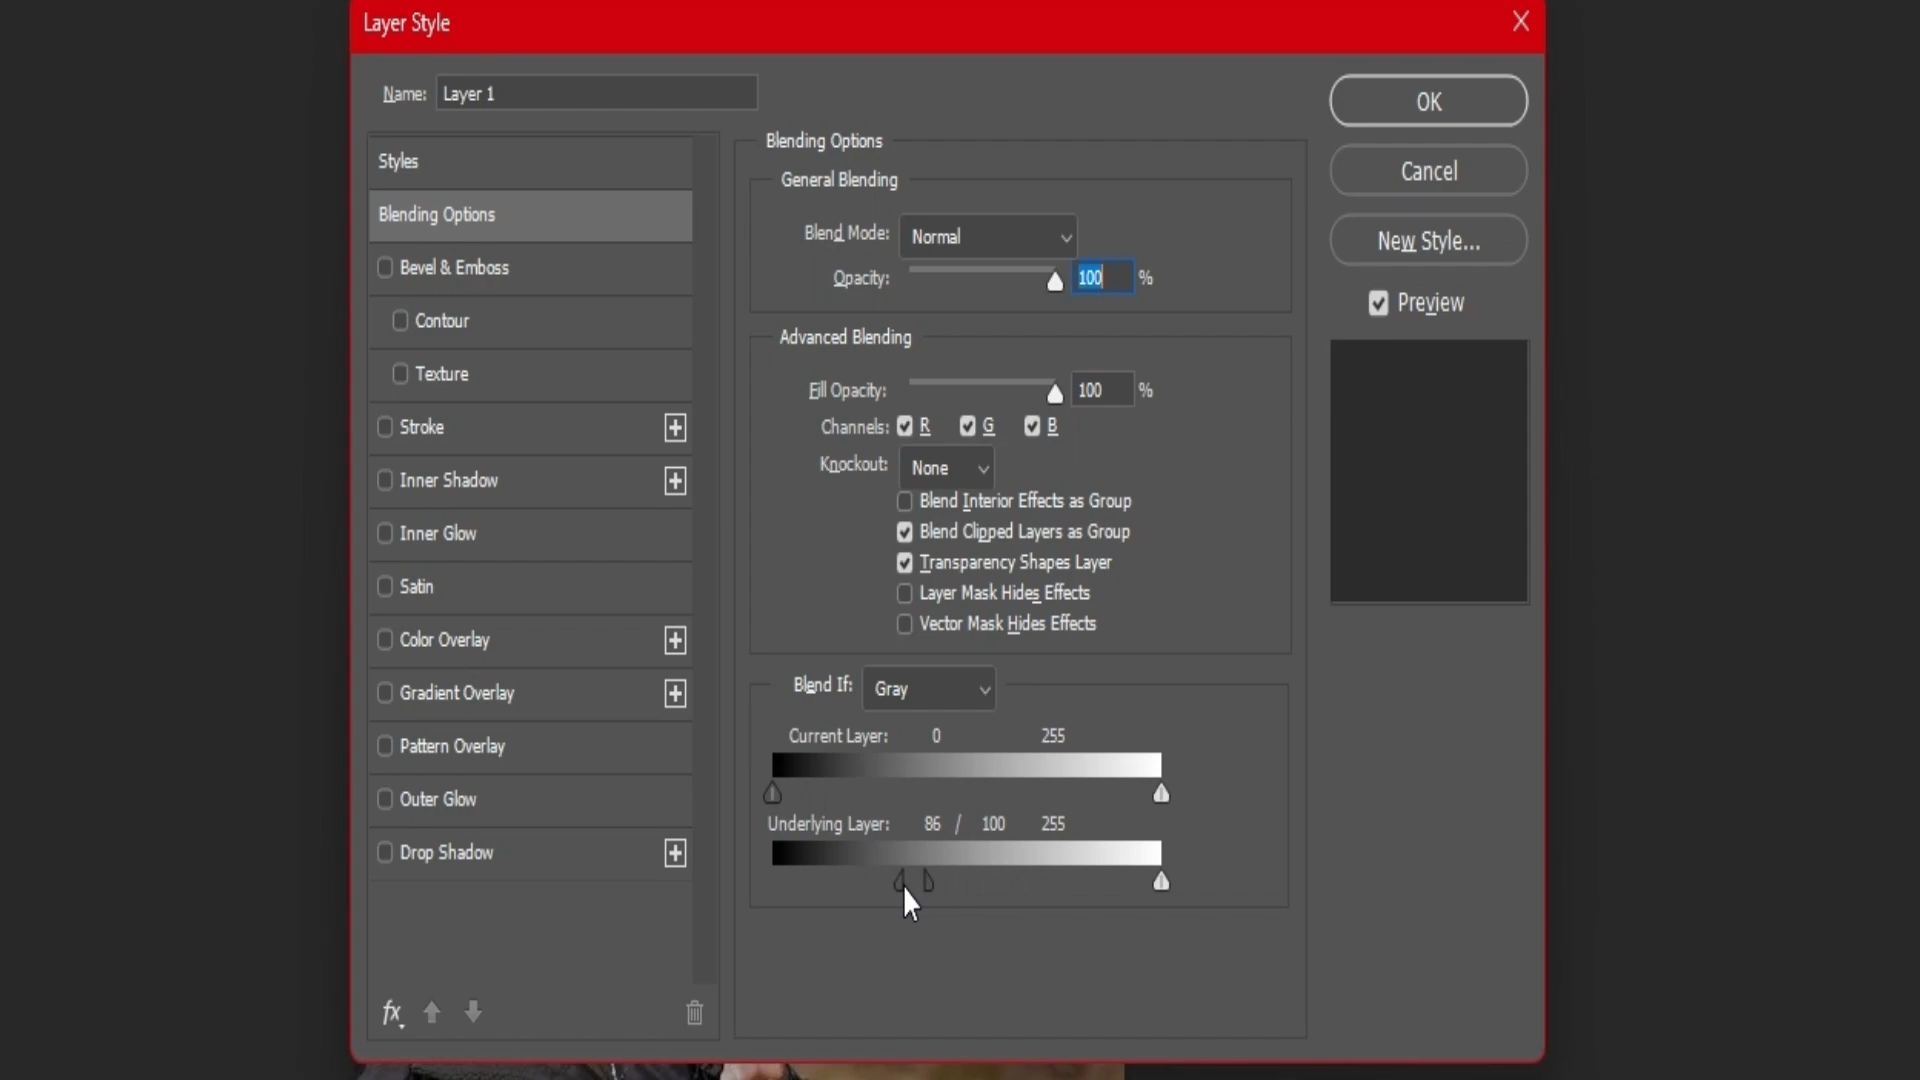 Layer Style
Name: Layer 1
Styles
Blending Options
Bevel & Emboss
Contour
Texture
Stroke
Inner Shadow
Inner Glow
Satin
Color Overlay
Gradient Overlay
Pattern Overlay
Outer Glow
Drop Shadow
fx
Blending Options
General Blending
Blend Mode: Normal
Opacity: 100 %
Advanced Blending
Fill Opacity: 100 %
Channels: R G B
Knockout: None
Blend Interior Effects as Group
Blend Clipped Layers as Group
Transparency Shapes Layer
Layer Mask Hides Effects
Vector Mask Hides Effects
Blend If: Gray
Current Layer: 0 255
Underlying Layer: 86 / 100 255
OK
Cancel
New Style...
Preview